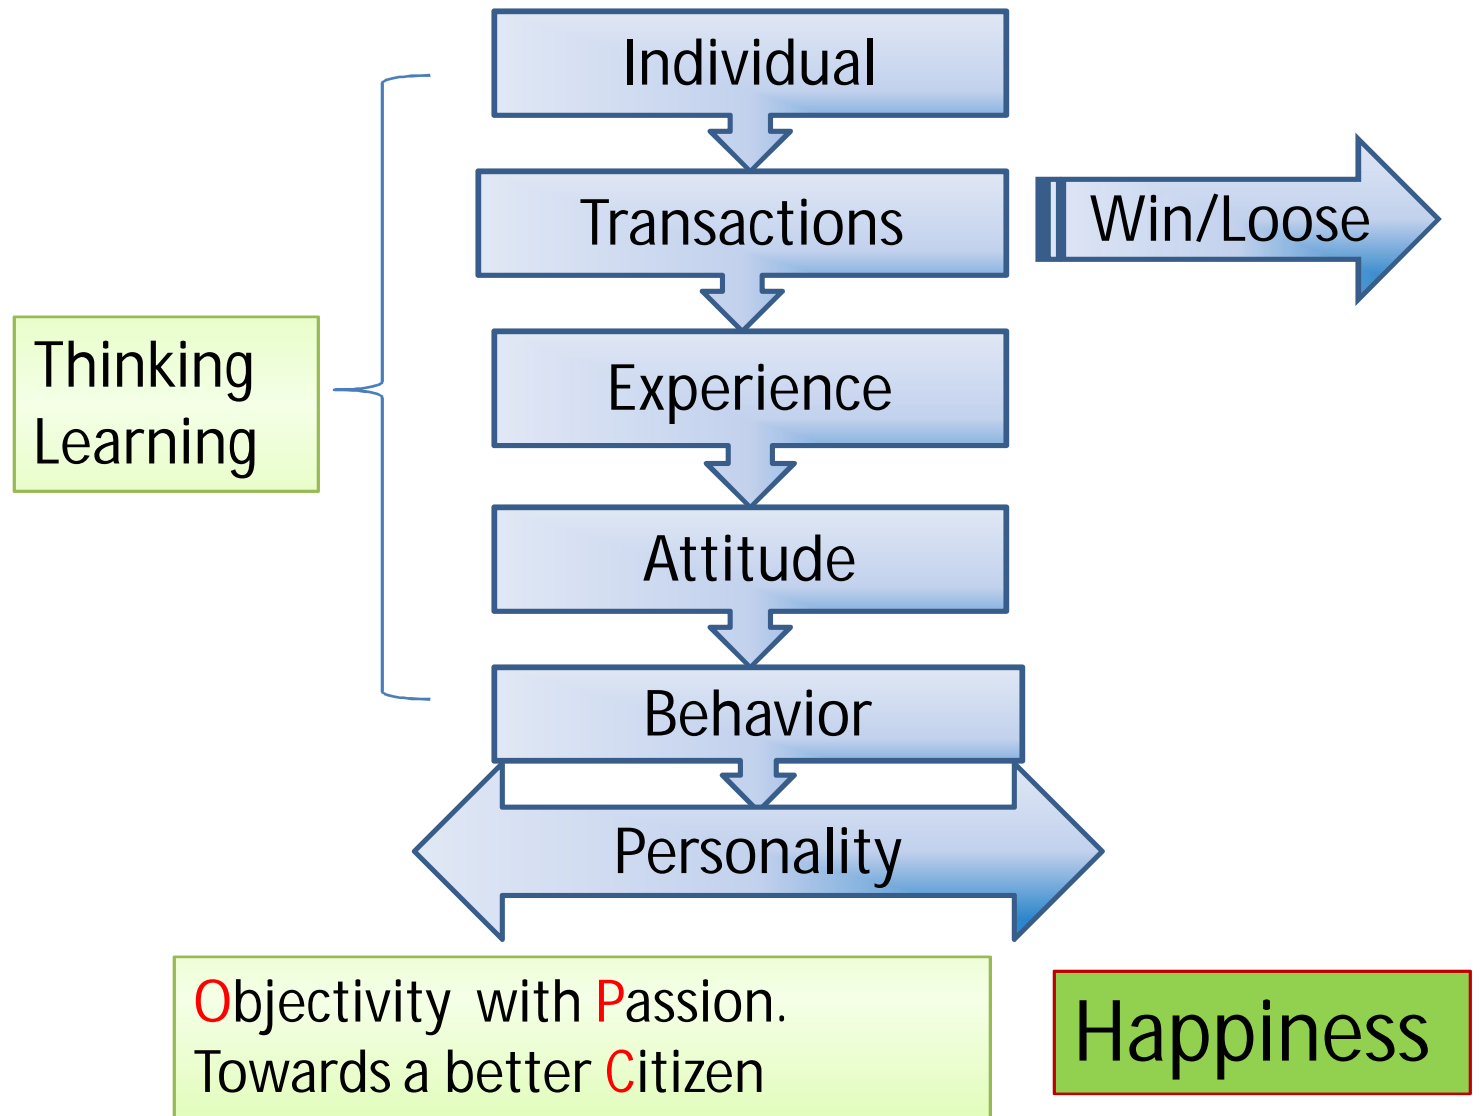 Individual
Transactions
Win/Loose
Experience
Thinking
Learning
Attitude
Behavior
Personality
Objectivity with Passion.
Towards a better Citizen
Happiness